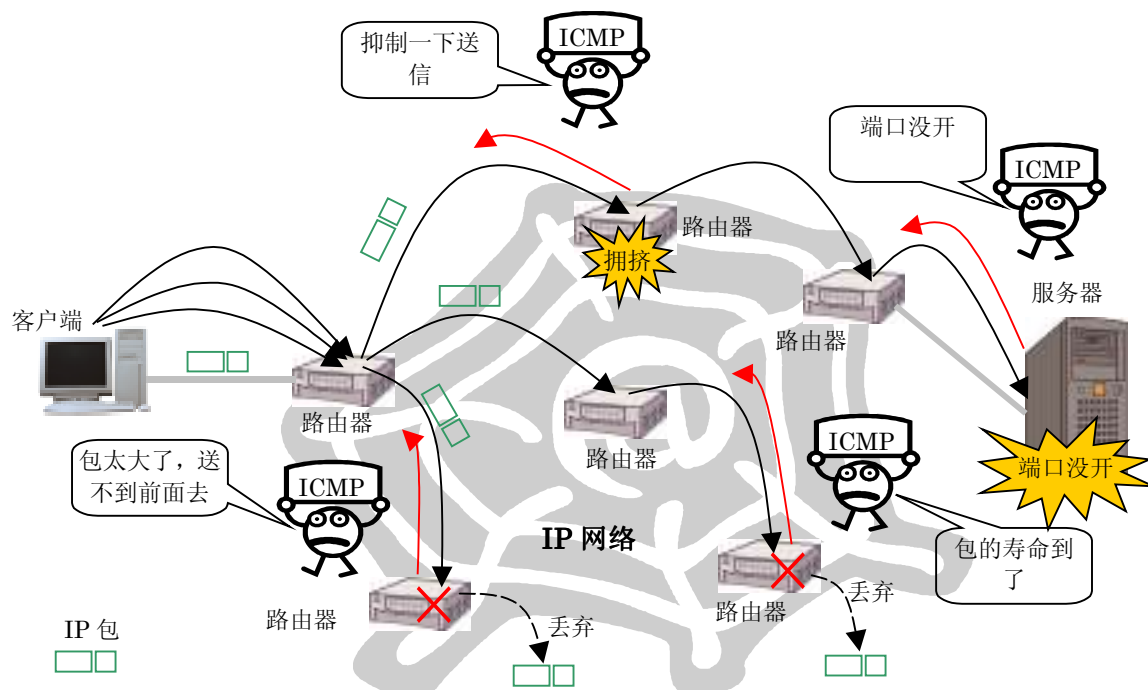 ICMP
抑制一下送
信
端口没开
ICMP
路由器
拥挤
服务器
客户端
路由器
路由器
ICMP
端口没开
路由器
包太大了，送
不到前面去
ICMP
IP 网络
包的寿命到
了
路由器
丢弃
路由器
丢弃
IP 包